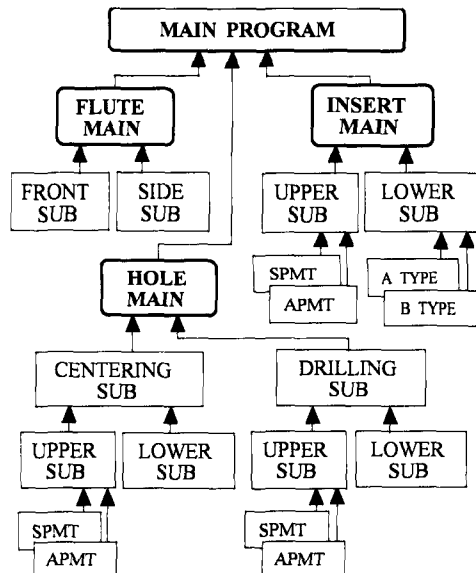 MAIN PROGRAM
FLUTE
MAIN
INSERT
MAIN
FRONT
SUB
SIDE
SUB
UPPER
SUB
LOWER
SUB
SPMT
APMT
A TYPE
B TYPE
HOLE
MAIN
CENTERING
SUB
DRILLING
SUB
UPPER
SUB
LOWER
SUB
UPPER
SUB
LOWER
SUB
SPMT
APMT
SPMT
APMT